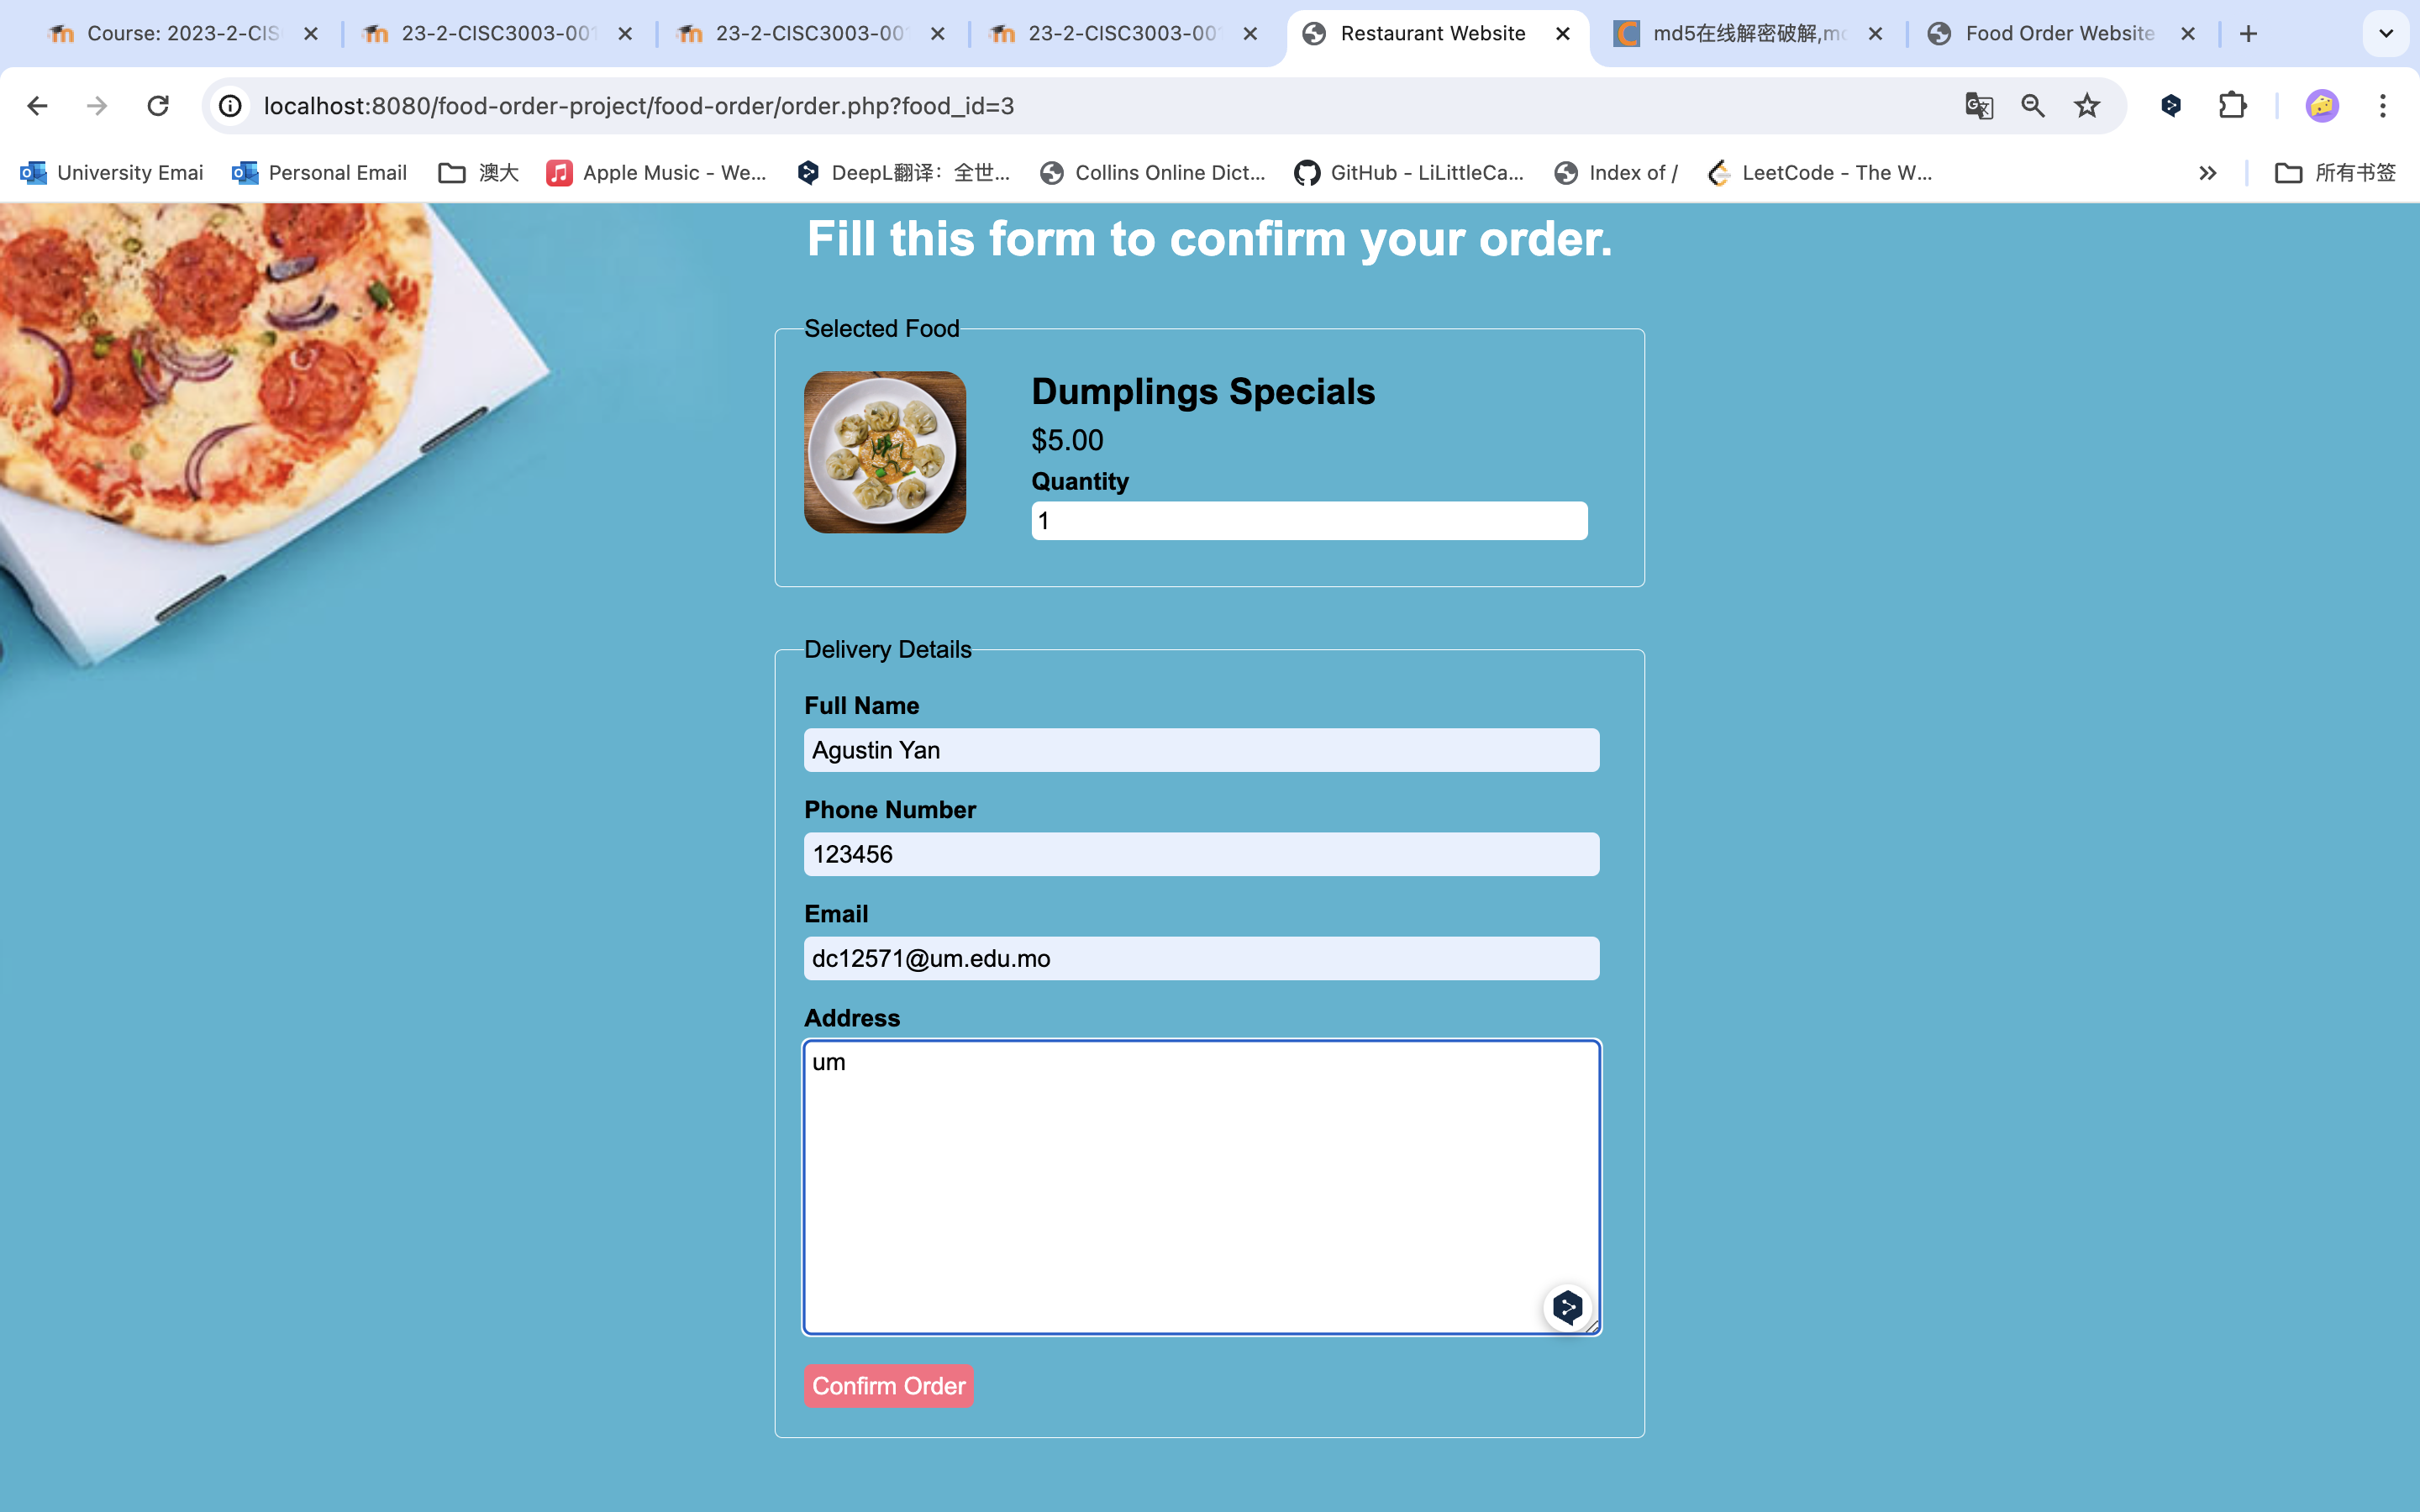 Course: 2023-2-CIS
23-2-CISC3003-001
23-2-CISC3003-00
23-2-CISC3003-00
Restaurant Website
md5在线解密破解,md
Food Order Website
localhost:8080/food-order-project/food-order/order.php?food_id=3
University Emai
Personal Email
澳大
Apple Music - We...
DeepL翻译：全世...
Collins Online Dict...
GitHub - LiLittleCa...
Index of /
LeetCode - The W...
所有书签
Fill this form to confirm your order.
Selected Food
Dumplings Specials
$5.00
Quantity
1
Delivery Details
Full Name
Agustin Yan
Phone Number
123456
Email
dc12571@um.edu.mo
Address
um
Confirm Order